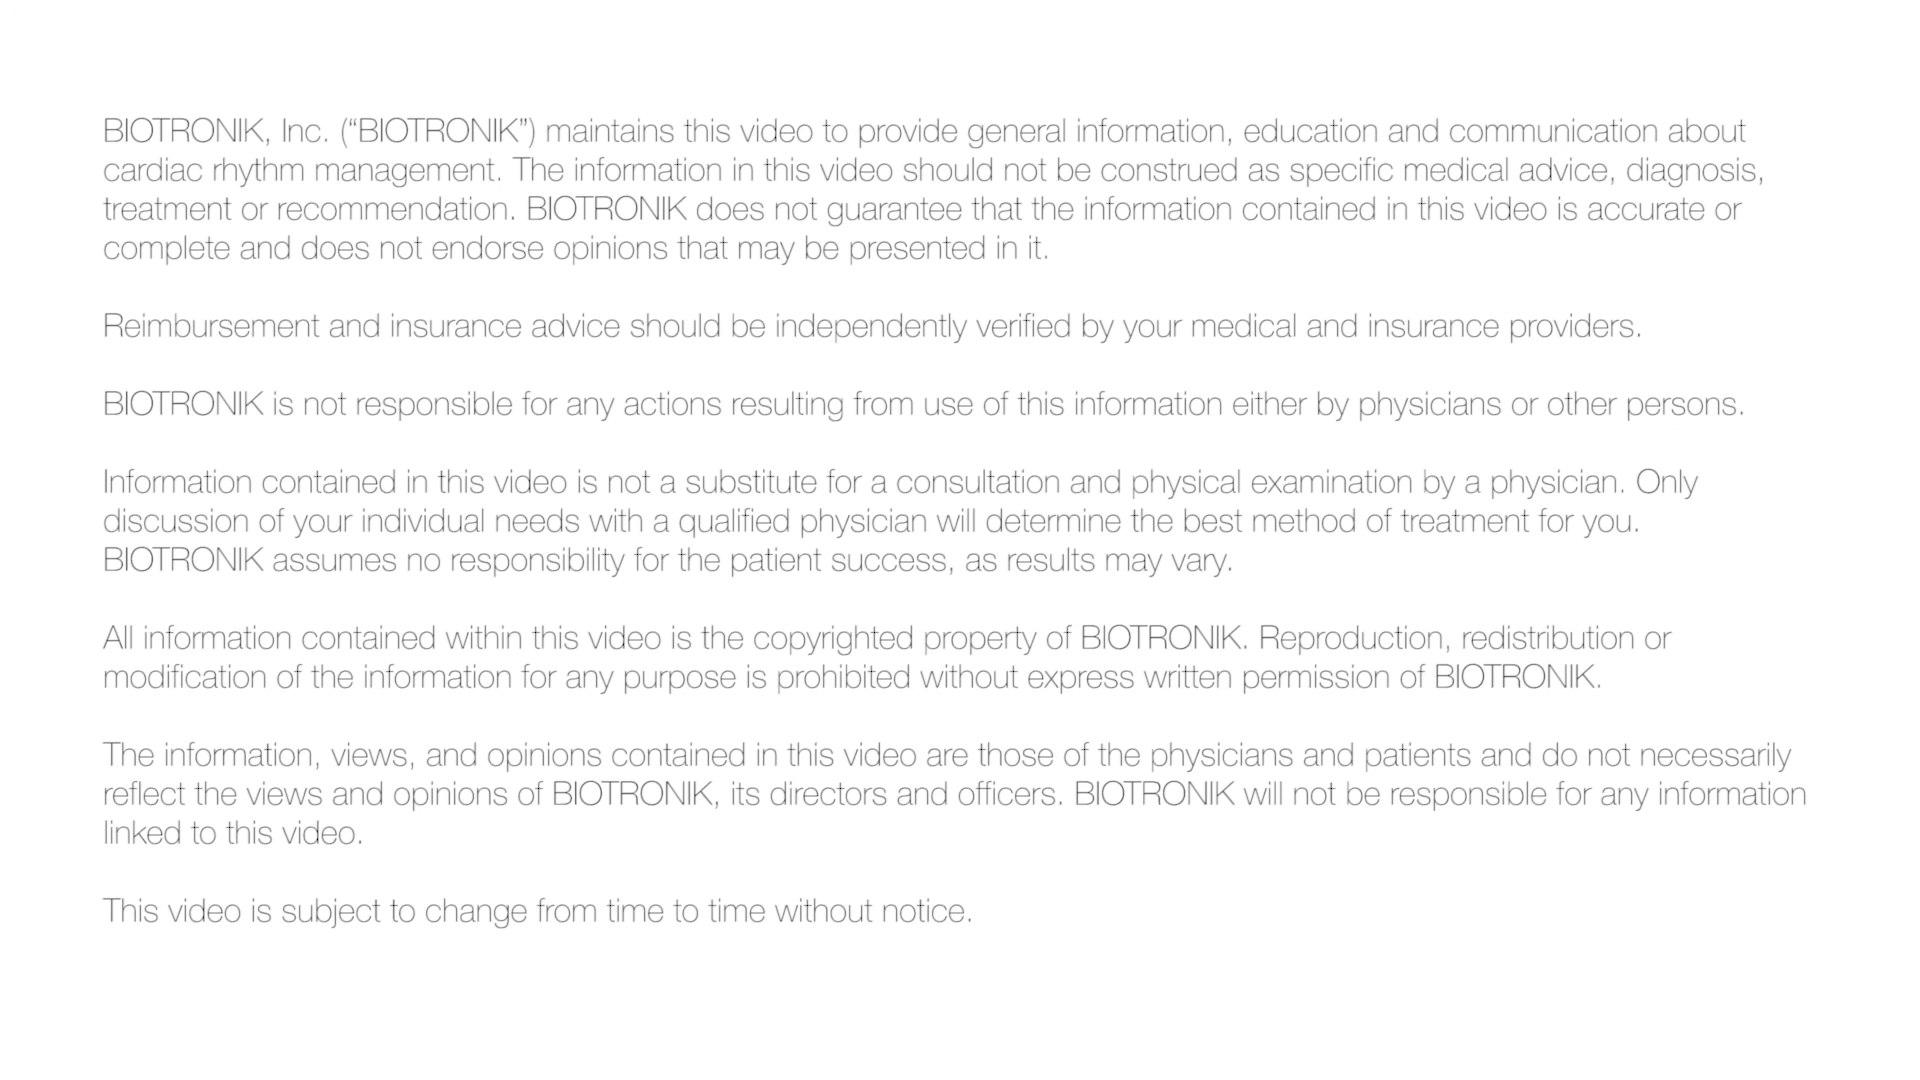 BIOTRONIK, Inc. (“BIOTRONIK”) maintains this video to provide general information, education and communication about
cardiac rhythm management. The information in this video should not be construed as specific medical advice, diagnosis,
treatment or recommendation. BIOTRONIK does not guarantee that the information contained in this video is accurate or
complete and does not endorse opinions that may be presented in it.
Reimbursement and insurance advice should be independently verified by your medical and insurance providers.
BIOTRONIK is not responsible for any actions resulting from use of this information either by physicians or other persons.
Information contained in this video is not a substitute for a consultation and physical examination by a physician. Only
discussion of your individual needs with a qualified physician will determine the best method of treatment for you.
BIOTRONIK assumes no responsibility for the patient success, as results may vary.
All information contained within this video is the copyrighted property of BIOTRONIK. Reproduction, redistribution or
modification of the information for any purpose is prohibited without express written permission of BIOTRONIK.
The information, views, and opinions contained in this video are those of the physicians and patients and do not necessarily
reflect the views and opinions of BIOTRONIK, its directors and officers. BIOTRONIK will not be responsible for any information
linked to this video.
This video is subject to change from time to time without notice.